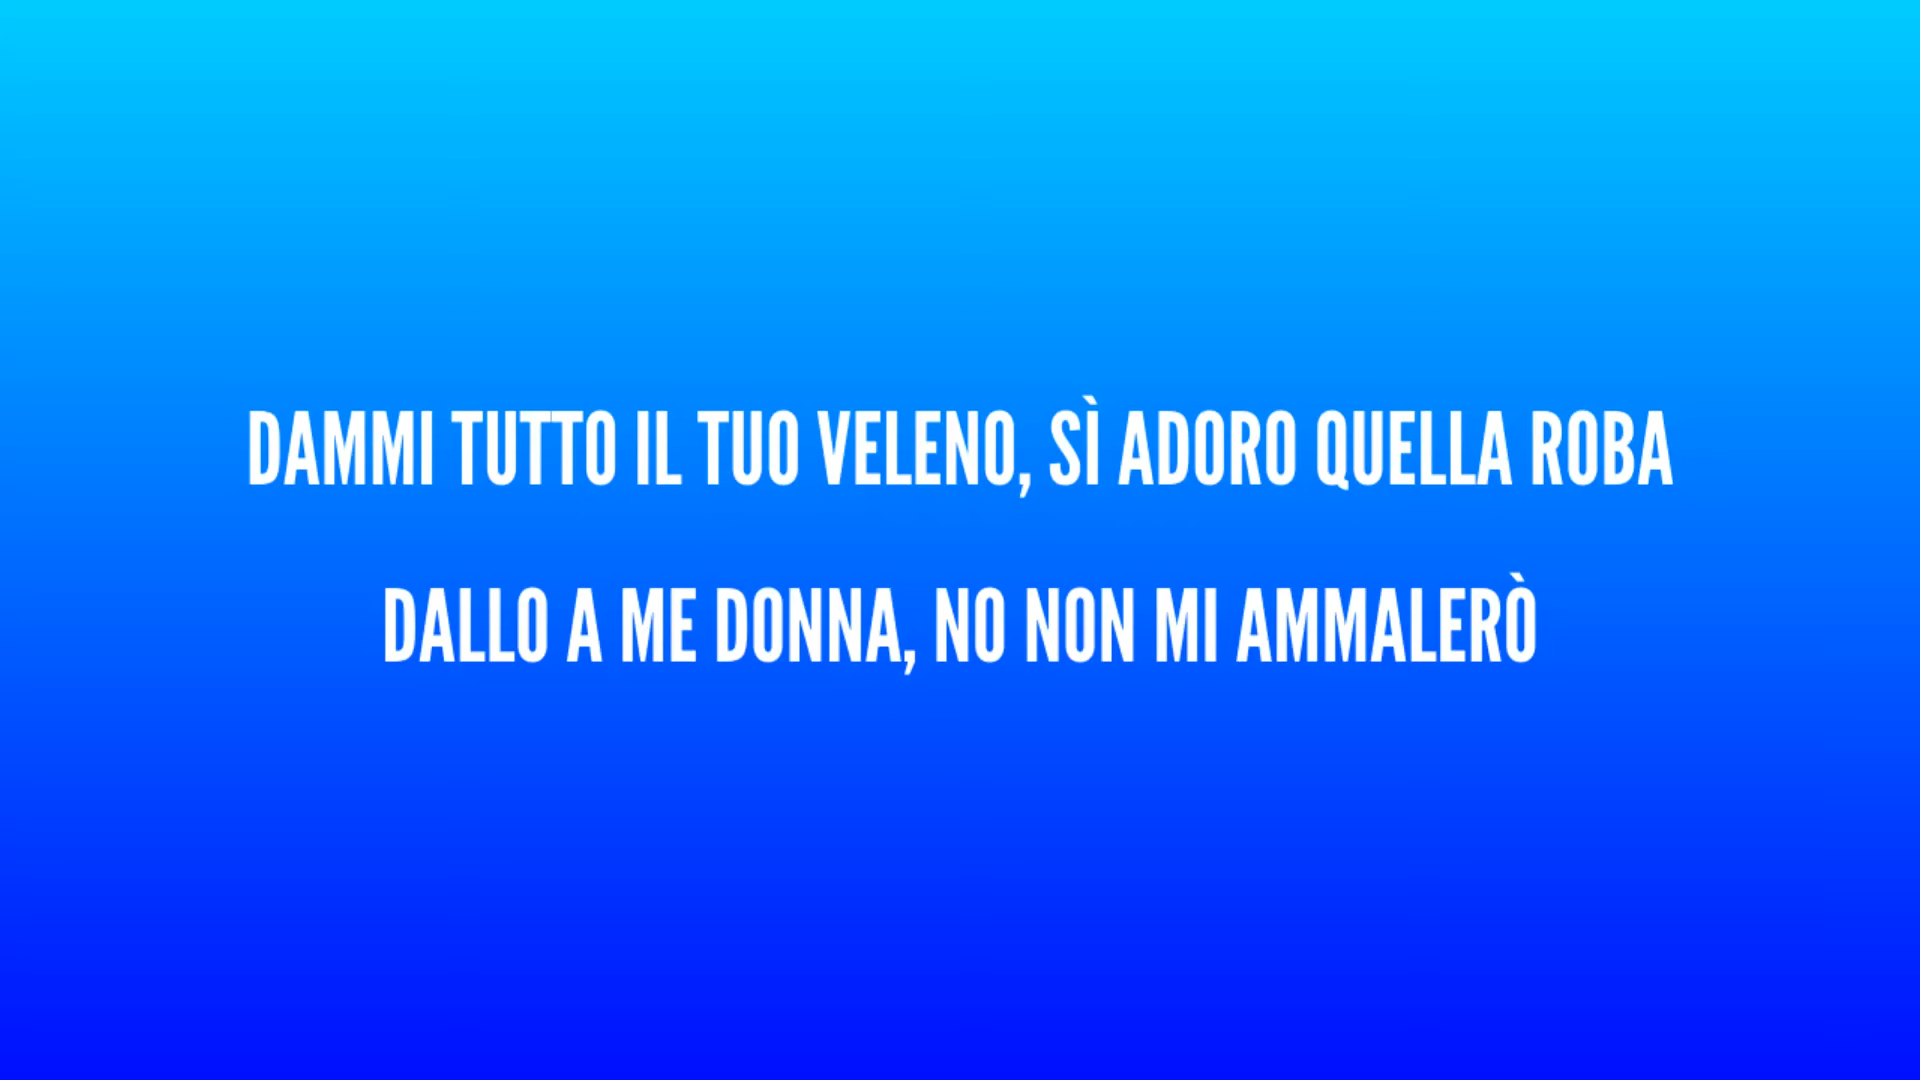 DAMMI TUTTO IL TUO VELENO, SÌ ADORO QUELLA ROBA
DALLO A ME DONNA, NO NON MI AMMALERÒ